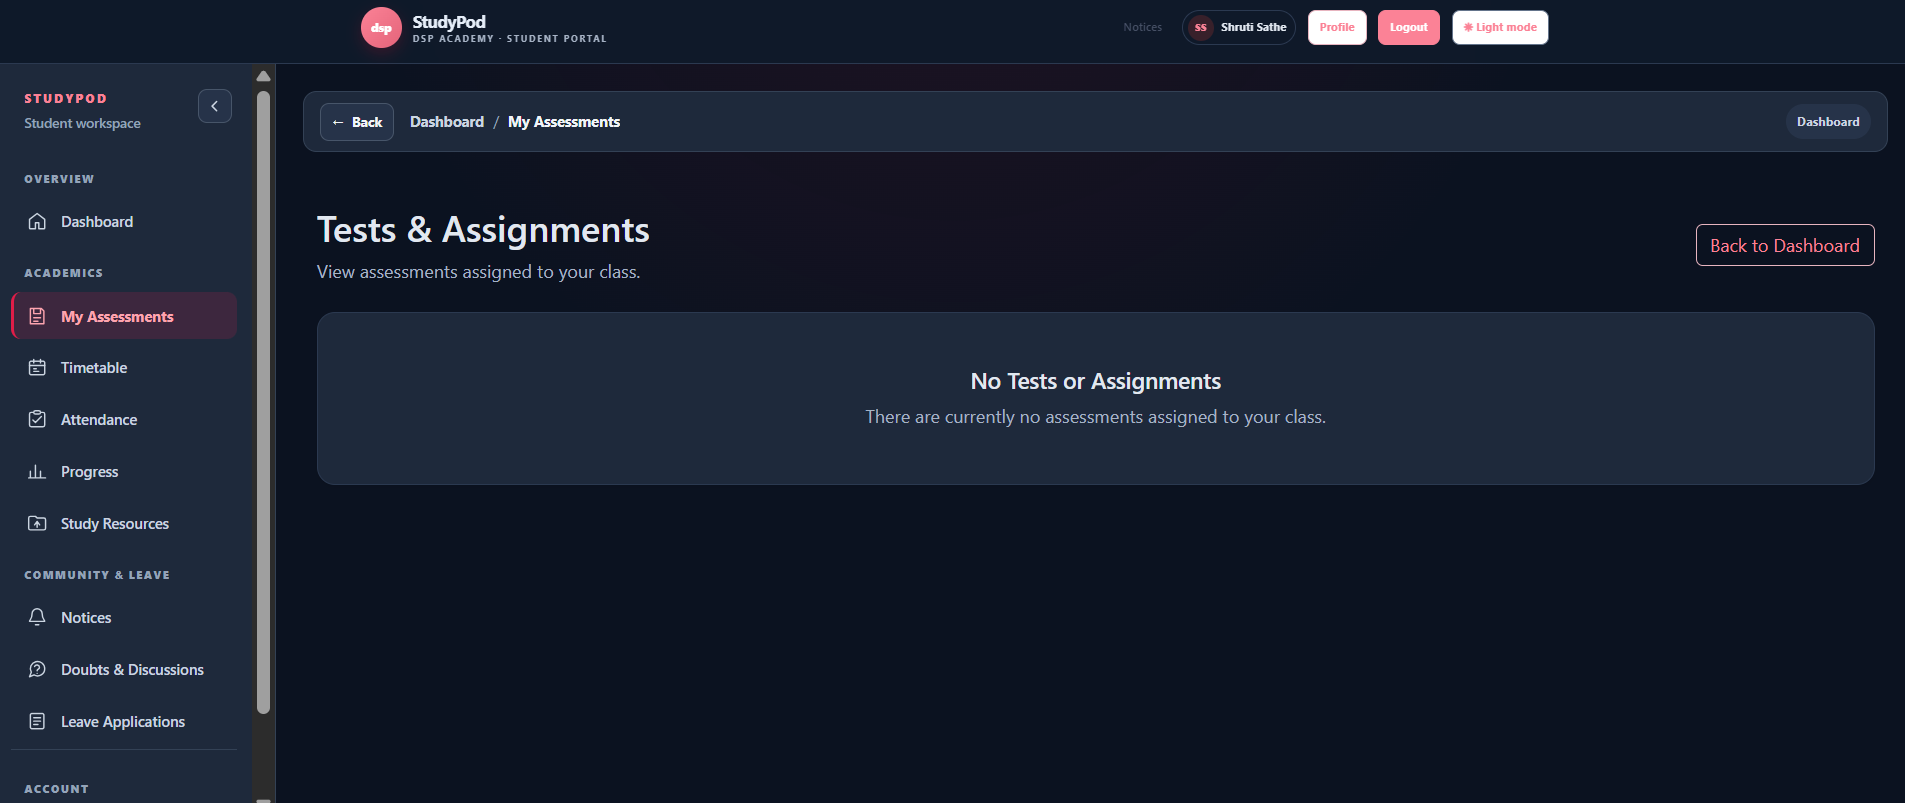 dsp
StudyPod
DSP ACADEMY · STUDENT PORTAL
Notices
SS Shruti Sathe
Profile
Logout
☀ Light mode
STUDYPOD
Student workspace
OVERVIEW
Dashboard
ACADEMICS
My Assessments
Timetable
Attendance
Progress
Study Resources
COMMUNITY & LEAVE
Notices
Doubts & Discussions
Leave Applications
ACCOUNT
← Back
Dashboard / My Assessments
Dashboard
Tests & Assignments
View assessments assigned to your class.
Back to Dashboard
No Tests or Assignments
There are currently no assessments assigned to your class.